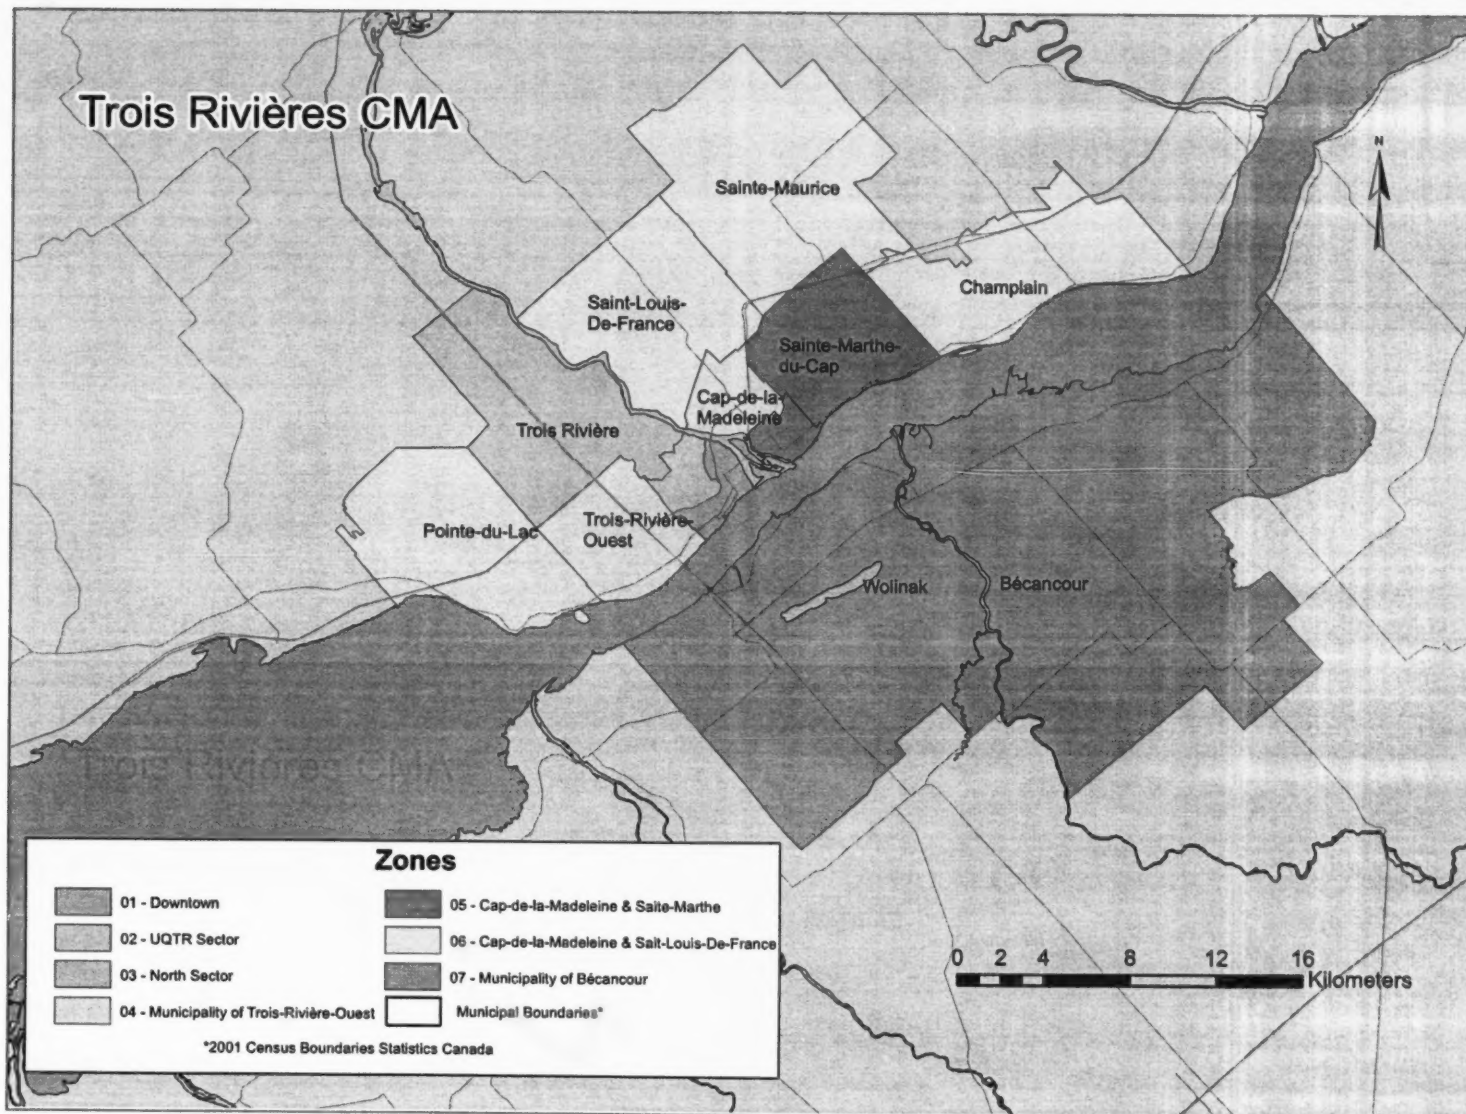 Trois Rivières CMA
N
Sainte-Maurice
Champlain
Saint-Louis-
De-France
Sainte-Marthe-
du-Cap
Cap-de-la-
Madeleine
Trois Rivière
Pointe-du-Lac
Trois-Rivière-
Ouest
Wolinak
Bécancour
Trois Rivières CMA
Zones
01 - Downtown
02 - UQTR Sector
03 - North Sector
04 - Municipality of Trois-Rivière-Ouest
05 - Cap-de-la-Madeleine & Saite-Marthe
06 - Cap-de-la-Madeleine & Sait-Louis-De-France
07 - Municipality of Bécancour
Municipal Boundaries*
*2001 Census Boundaries Statistics Canada
0 2 4 8 12 16
Kilometers